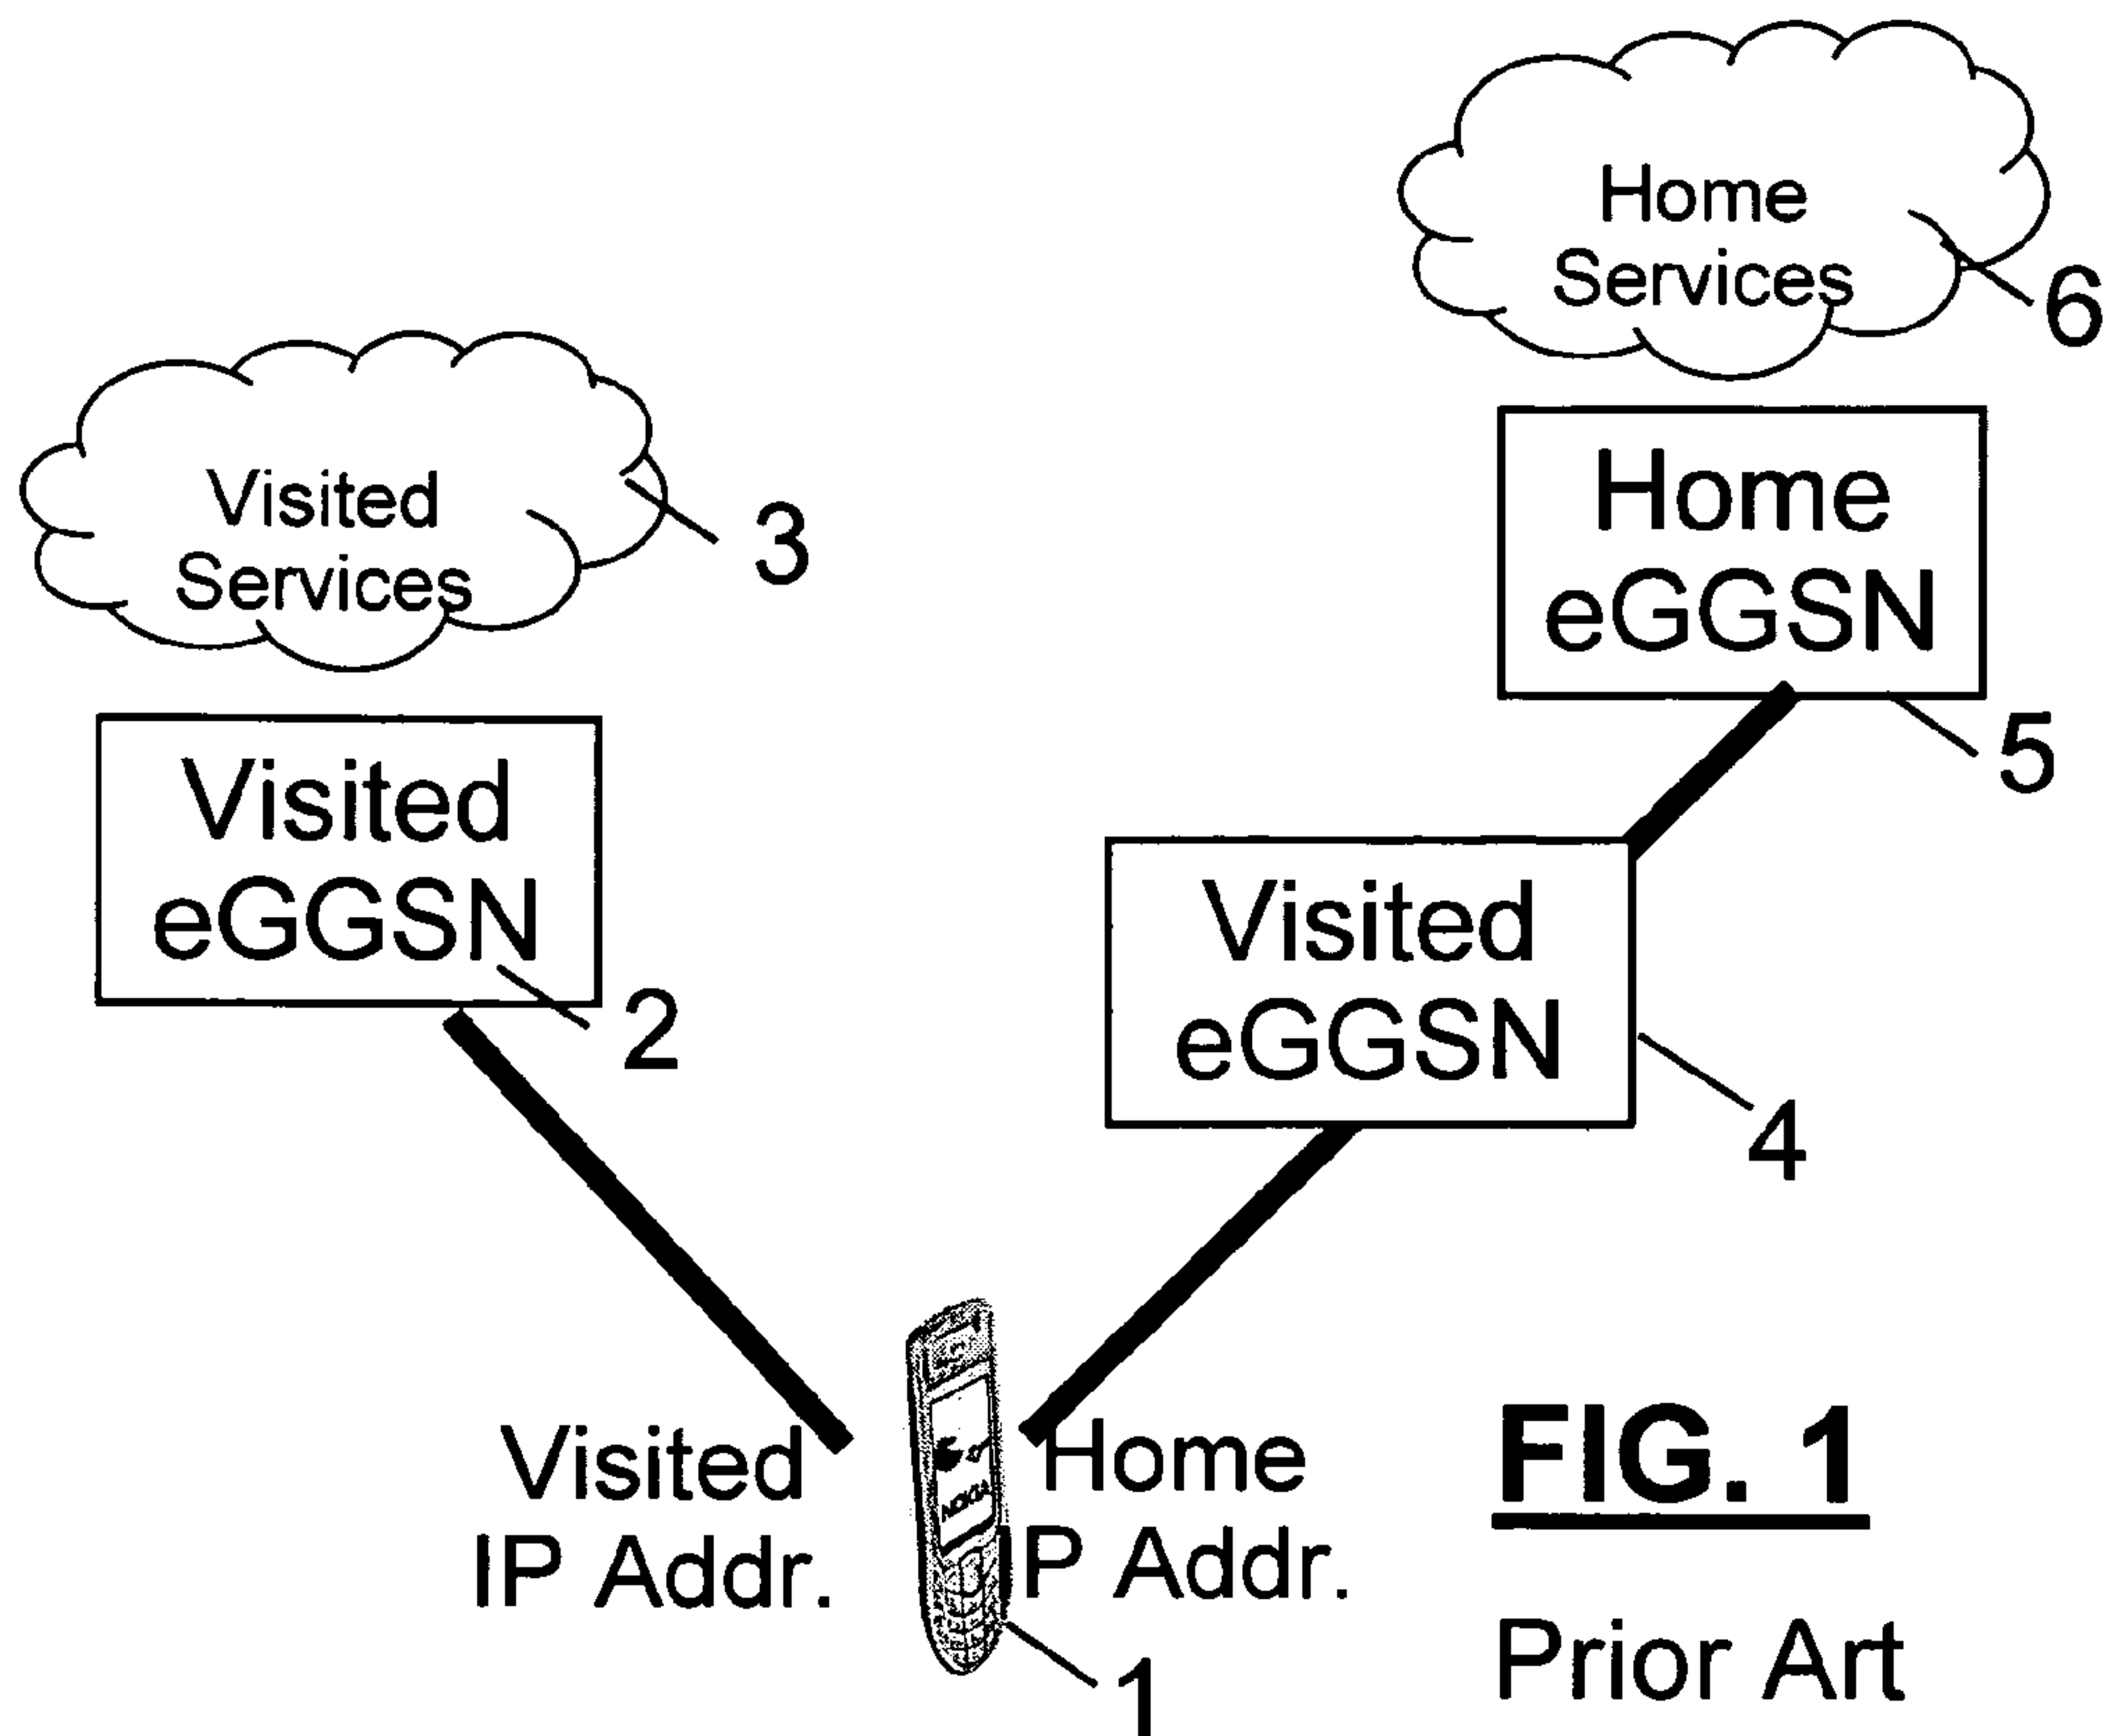 Home
Services
6
Visited
Services
3
Home
eGGSN
5
Visited
eGGSN
2
Visited
eGGSN
4
Visited
IP Addr.
NOKIA
Home
IP Addr.
1
FIG. 1
Prior Art